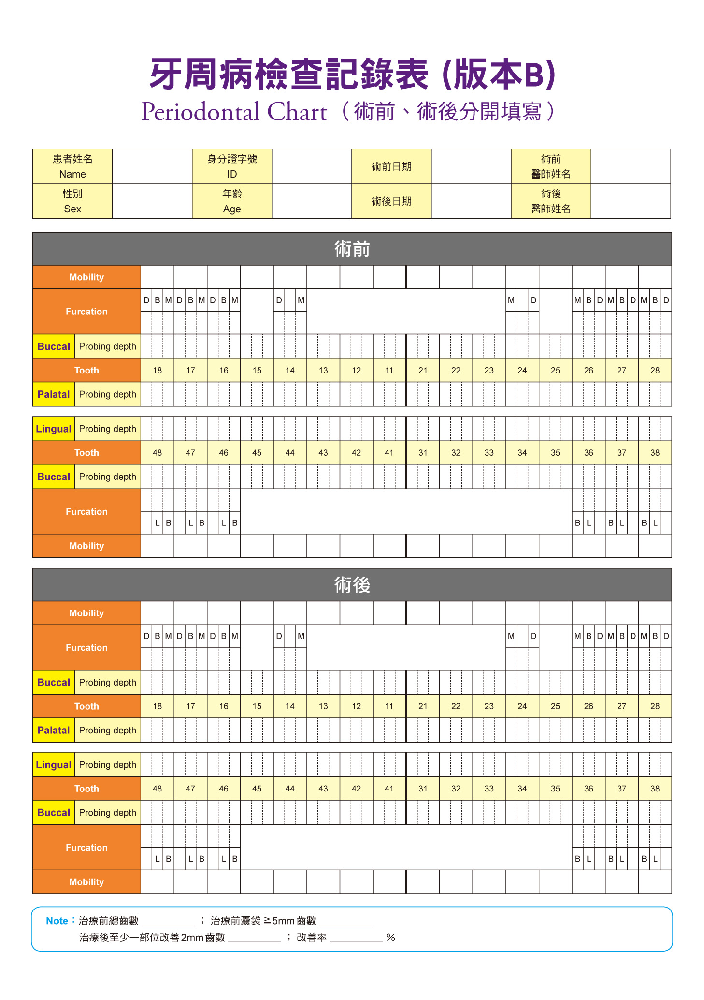 牙周病檢查記錄表 (版本B)
Periodontal Chart（術前、術後分開填寫）
患者姓名 身分證字號 術前日期 術前
Name ID 醫師姓名
性別 年齡 術後日期 術後
Sex Age 醫師姓名
術前
Mobility
D B M D B M D B M D M M D M B D M B D M B D
Furcation
Buccal Probing depth
Tooth 18 17 16 15 14 13 12 11 21 22 23 24 25 26 27 28
Palatal Probing depth
Lingual Probing depth
Tooth 48 47 46 45 44 43 42 41 31 32 33 34 35 36 37 38
Buccal Probing depth
Furcation
L B L B L B B L B L B L
Mobility
術後
Mobility
D B M D B M D B M D M M D M B D M B D M B D
Furcation
Buccal Probing depth
Tooth 18 17 16 15 14 13 12 11 21 22 23 24 25 26 27 28
Palatal Probing depth
Lingual Probing depth
Tooth 48 47 46 45 44 43 42 41 31 32 33 34 35 36 37 38
Buccal Probing depth
Furcation
L B L B L B B L B L B L
Mobility
Note：治療前總齒數 __________ ； 治療前囊袋≧5mm齒數 __________
治療後至少一部位改善2mm齒數 __________ ； 改善率 __________ %